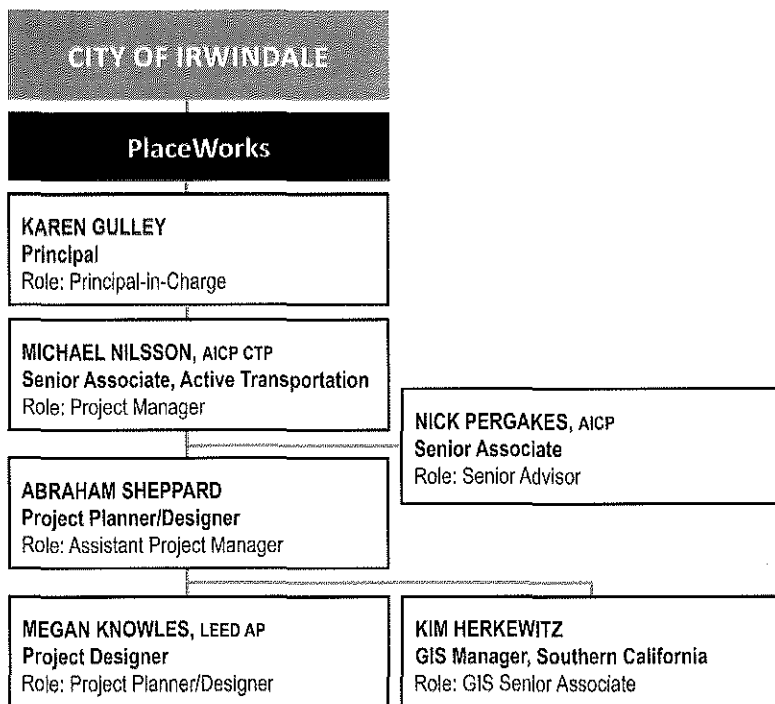 CITY OF IRWINDALE
PlaceWorks
KAREN GULLEY
Principal
Role: Principal-in-Charge
MICHAEL NILSSON, AICP CTP
Senior Associate, Active Transportation
Role: Project Manager
NICK PERGAKES, AICP
Senior Associate
Role: Senior Advisor
ABRAHAM SHEPPARD
Project Planner/Designer
Role: Assistant Project Manager
MEGAN KNOWLES, LEED AP
Project Designer
Role: Project Planner/Designer
KIM HERKEWITZ
GIS Manager, Southern California
Role: GIS Senior Associate